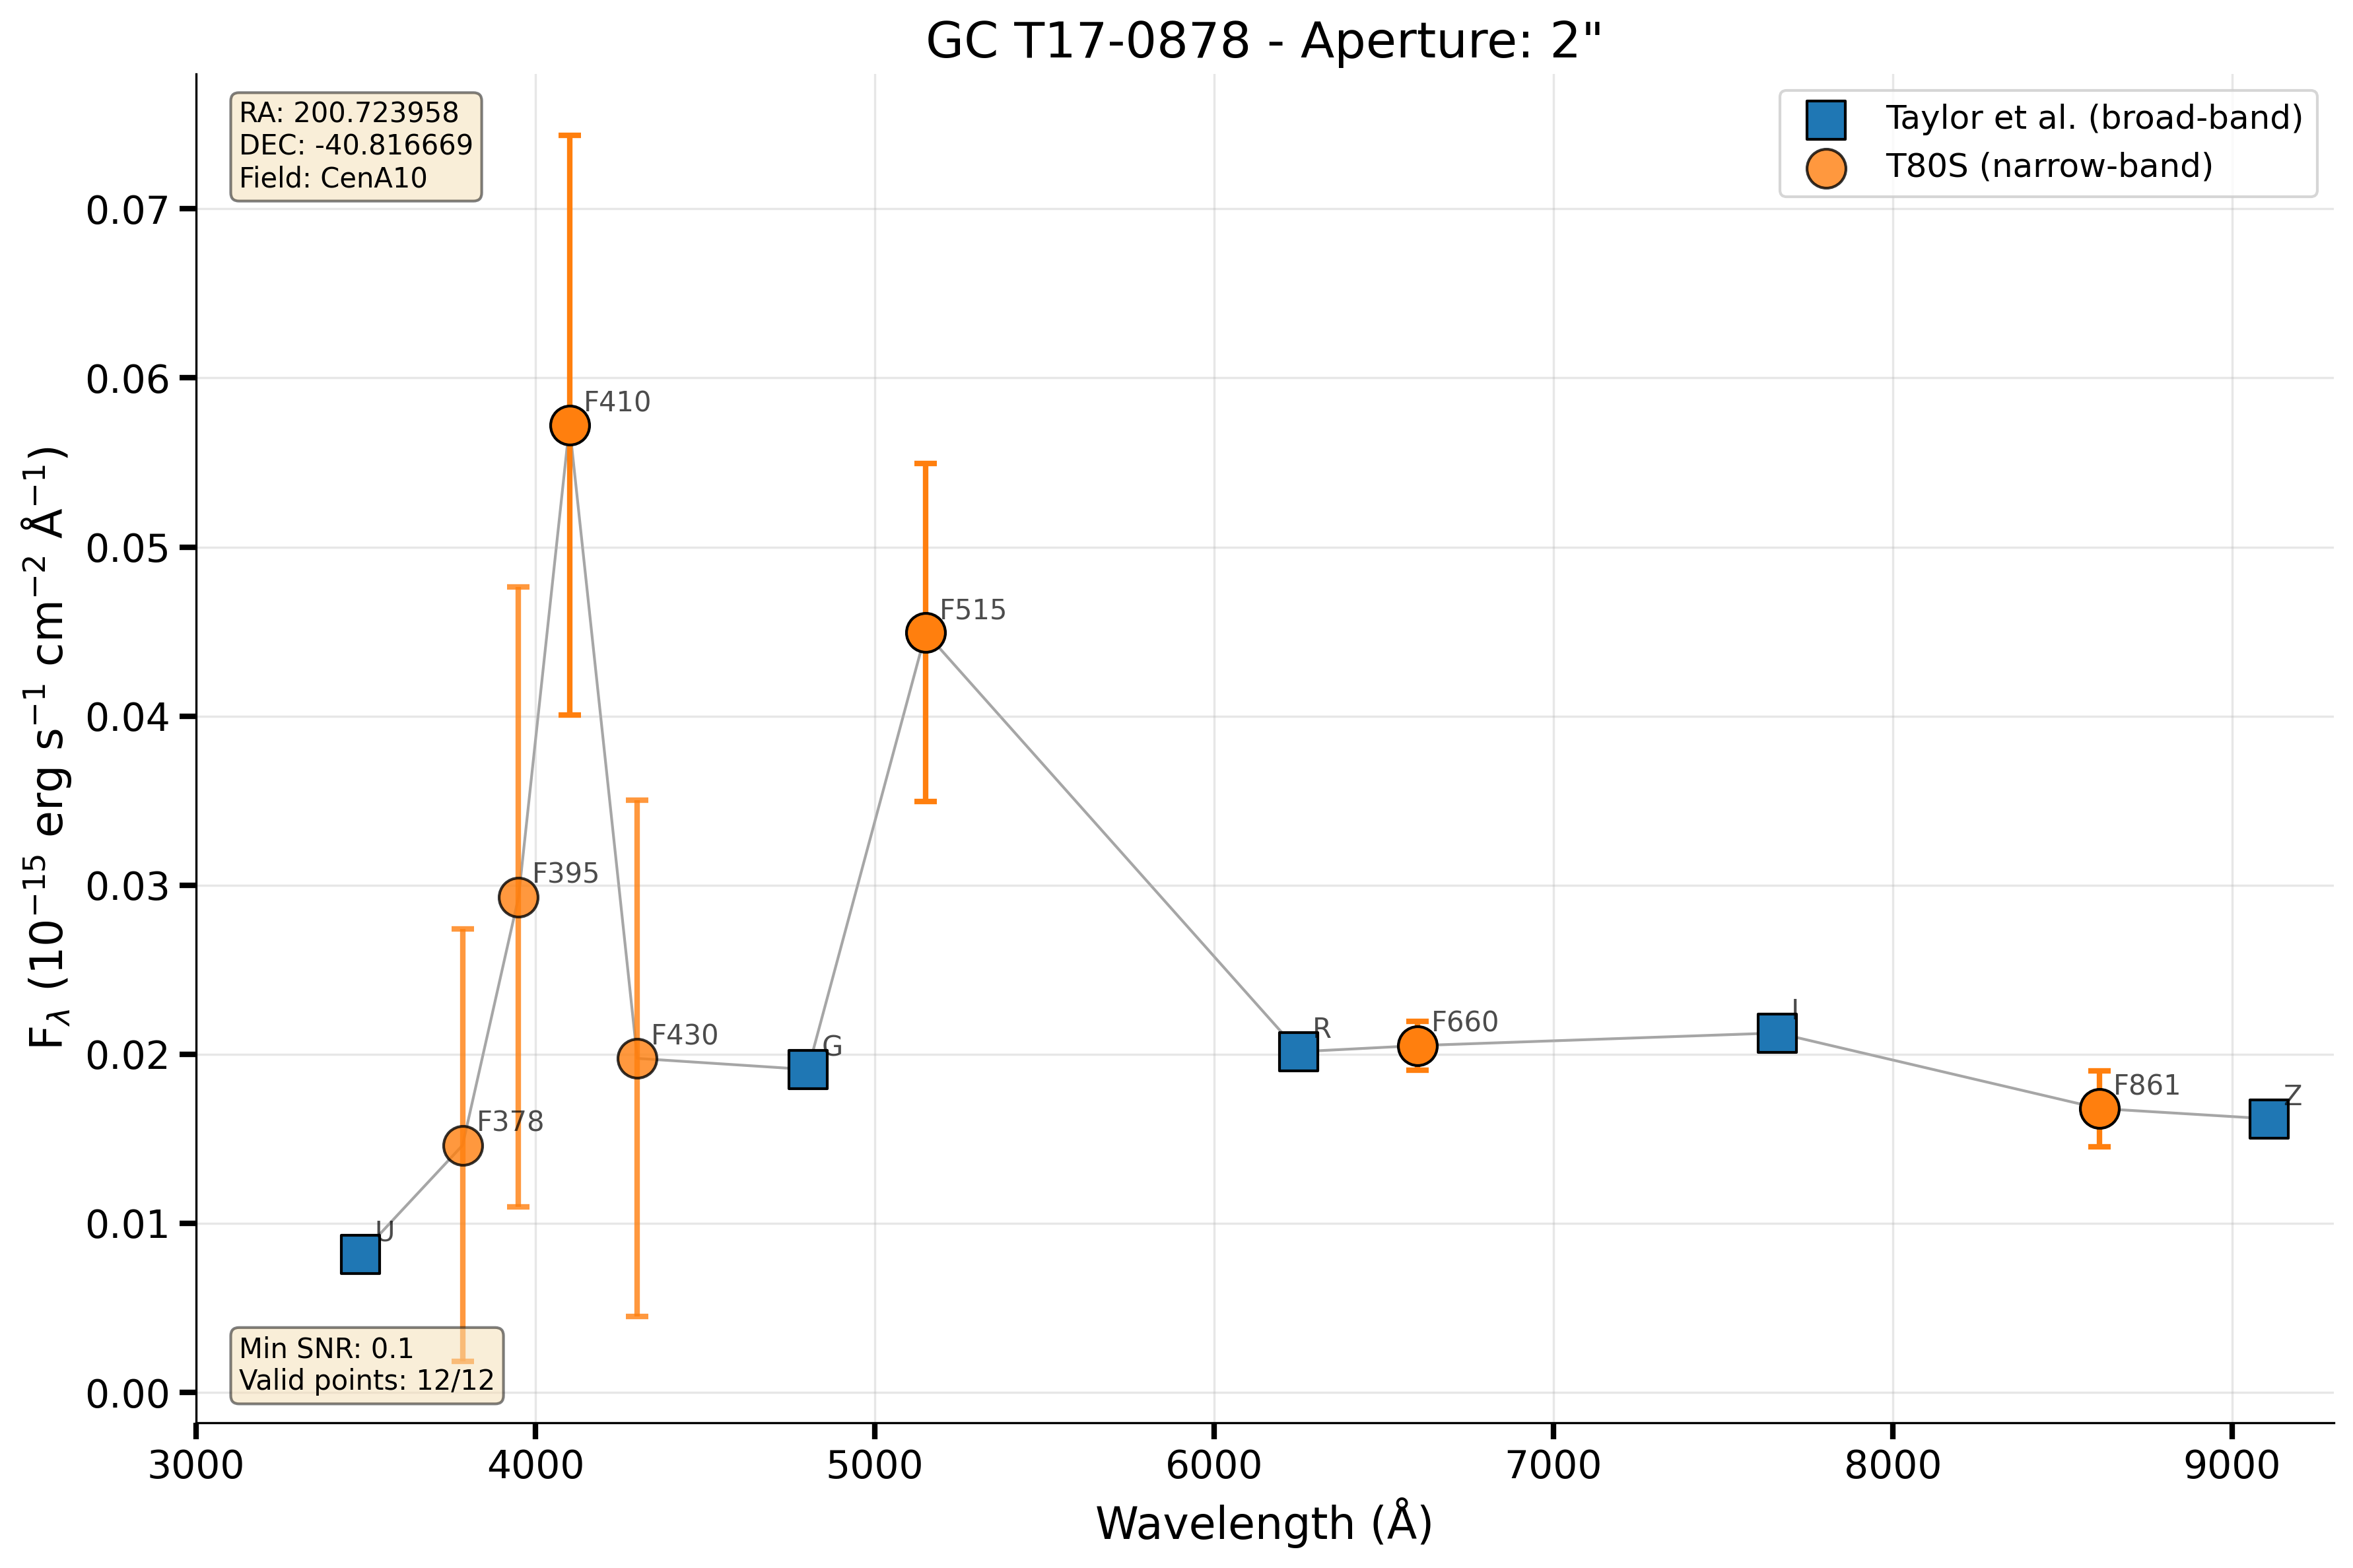 GC T17-0878 - Aperture: 2"
RA: 200.723958
DEC: -40.816669
Field: CenA10
Taylor et al. (broad-band)
T80S (narrow-band)
0.07
0.06
0.05
0.04
0.03
0.02
0.01
0.00
F410
F515
F395
F430
G
R
F660
I
F861
Z
F378
U
Min SNR: 0.1
Valid points: 12/12
3000 4000 5000 6000 7000 8000 9000
Wavelength (Å)
Fλ (10⁻¹⁵ erg s⁻¹ cm⁻² Å⁻¹)